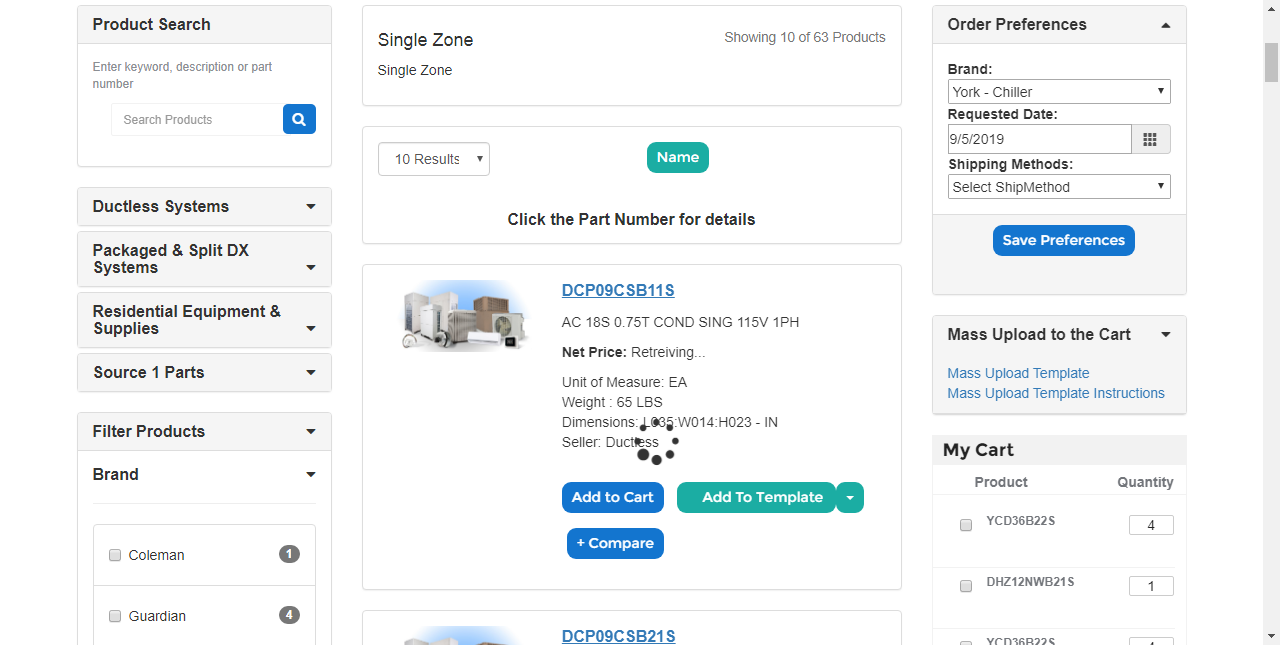 Product Search
Enter keyword, description or part
number
Search Products
Ductless Systems
Packaged & Split DX
Systems
Residential Equipment &
Supplies
Source 1 Parts
Filter Products
Brand
Coleman 1
Guardian 4
Single Zone
Showing 10 of 63 Products
Single Zone
10 Results
Name
Click the Part Number for details
DCP09CSB11S
AC 18S 0.75T COND SING 115V 1PH
Net Price: Retreiving...
Unit of Measure: EA
Weight : 65 LBS
Dimensions: L035:W014:H023 - IN
Seller: Ductless
Add to Cart
Add To Template
+ Compare
DCP09CSB21S
Order Preferences
Brand:
York - Chiller
Requested Date:
9/5/2019
Shipping Methods:
Select ShipMethod
Save Preferences
Mass Upload to the Cart
Mass Upload Template
Mass Upload Template Instructions
My Cart
Product Quantity
YCD36B22S 4
DHZ12NWB21S 1
YCD36B22S